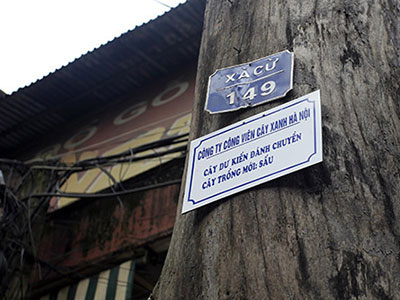 XÀ CỪ
149
CÔNG TY CÔNG VIÊN CÂY XANH HÀ NỘI
CÂY DỰ KIẾN ĐÁNH CHUYỂN
CÂY TRỒNG MỚI: SẤU